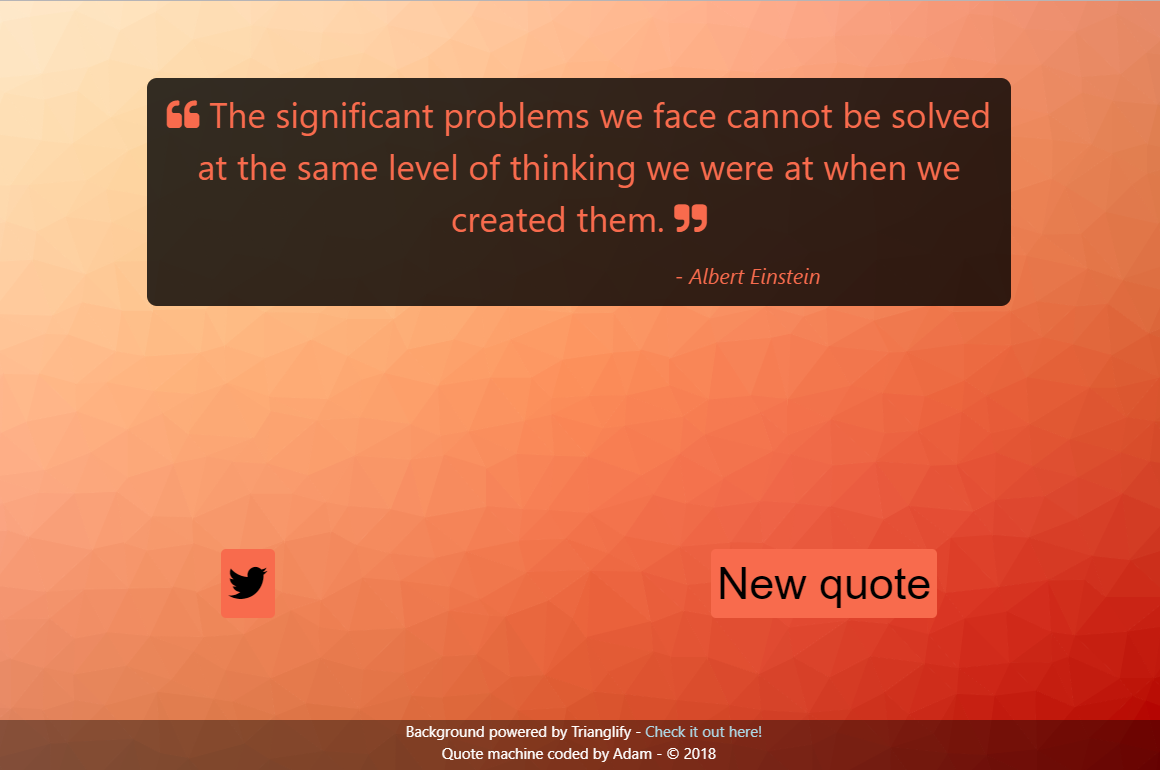 ❝ The significant problems we face cannot be solved
at the same level of thinking we were at when we
created them. ❞
- Albert Einstein
New quote
Background powered by Trianglify - Check it out here!
Quote machine coded by Adam - © 2018